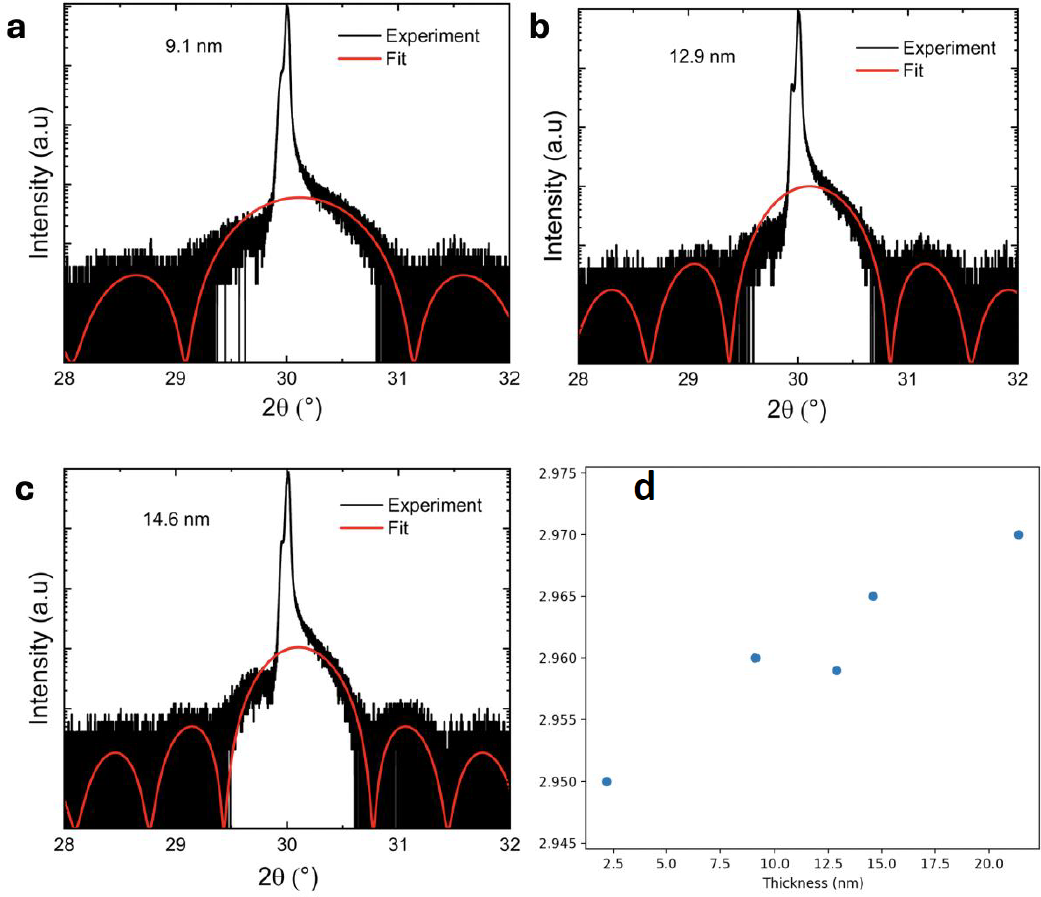 a
9.1 nm
Experiment
Fit
Intensity (a.u)
28 29 30 31 32
2θ (°)
b
12.9 nm
Experiment
Fit
Intensity (a.u)
28 29 30 31 32
2θ (°)
c
14.6 nm
Experiment
Fit
Intensity (a.u)
28 29 30 31 32
2θ (°)
d
2.975
2.970
2.965
2.960
2.955
2.950
2.945
2.5 5.0 7.5 10.0 12.5 15.0 17.5 20.0
Thickness (nm)